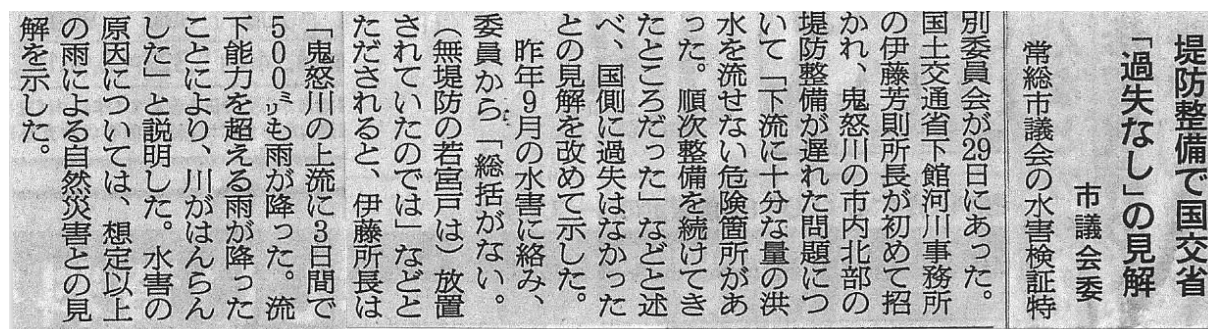 堤防整備で国交省
「過失なし」の見解
市議会委
常総市議会の水害検証特
別委員会が29日にあった。
国土交通省下館河川事務所
の伊藤芳則所長が初めて招
かれ、鬼怒川の市内北部の
堤防整備が遅れた問題につ
いて「下流に十分な量の洪
水を流せない危険箇所があ
った。順次整備を続けてき
たところだった」などと述
べ、国側に過失はなかった
との見解を改めて示した。
昨年9月の水害に絡み、
委員から「総括がない。
(無堤防の若宮戸は)放置
されていたのでは」などと
ただされると、伊藤所長は
「鬼怒川の上流に3日間で
500㍉も雨が降った。流
下能力を超える雨が降った
ことにより、川がはんらん
した」と説明した。水害の
原因については、想定以上
の雨による自然災害との見
解を示した。